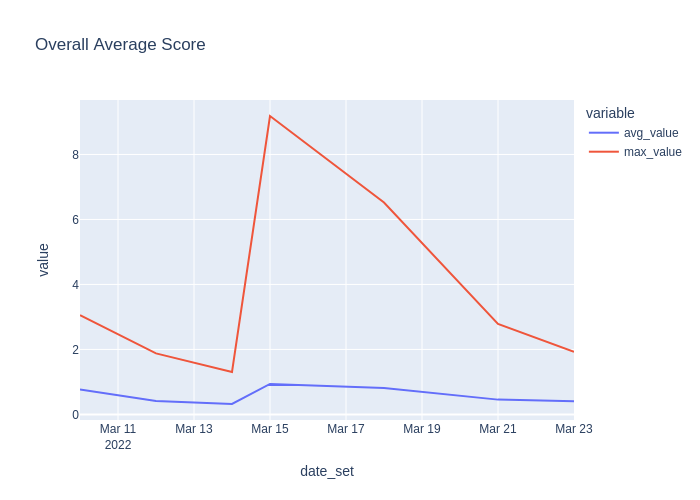 Overall Average Score
variable
avg_value
max_value
value
8
6
4
2
0
Mar 11
2022
Mar 13
Mar 15
Mar 17
Mar 19
Mar 21
Mar 23
date_set